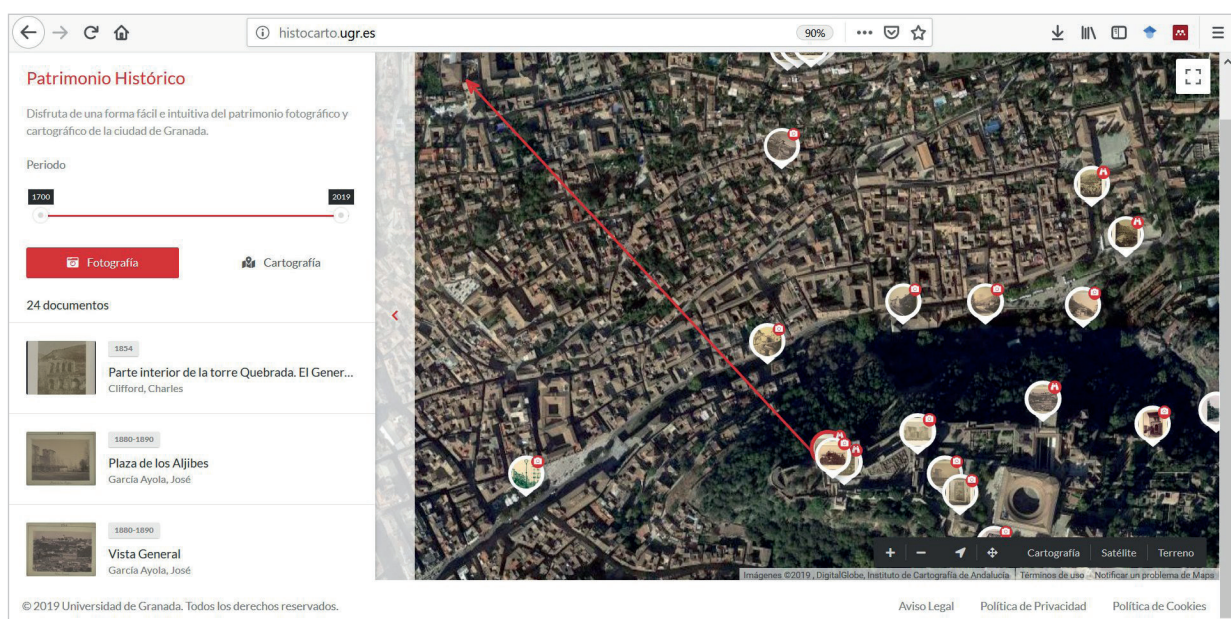 histocarto.ugr.es
90%
Patrimonio Histórico
Disfruta de una forma fácil e intuitiva del patrimonio fotográfico y
cartográfico de la ciudad de Granada.
Periodo
1700 2019
Fotografía Cartografía
24 documentos
1854
Parte interior de la torre Quebrada. El Gener...
Clifford, Charles
1880-1890
Plaza de los Aljibes
García Ayola, José
1880-1890
Vista General
García Ayola, José
+ − Cartografía Satélite Terreno
Imágenes ©2019 , DigitalGlobe, Instituto de Cartografía de Andalucía Términos de uso Notificar un problema de Maps
© 2019 Universidad de Granada. Todos los derechos reservados.
Aviso Legal Política de Privacidad Política de Cookies